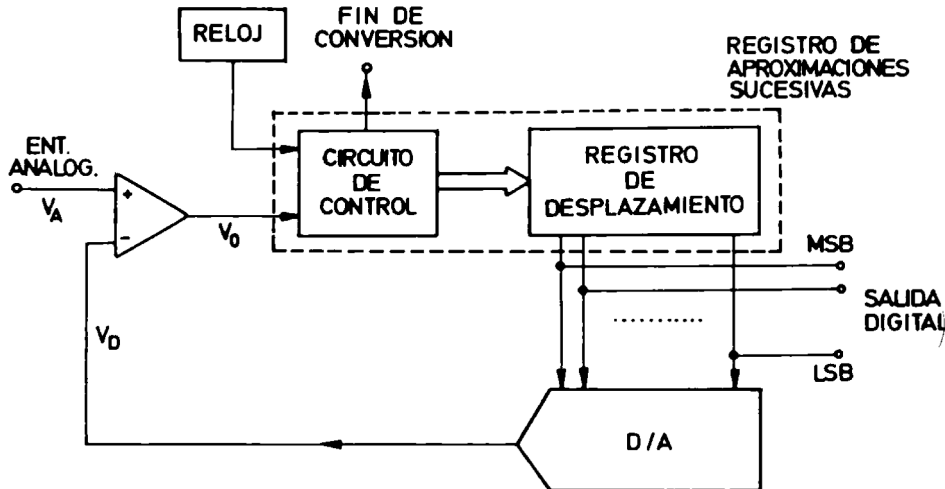 RELOJ
FIN DE
CONVERSION
REGISTRO DE
APROXIMACIONES
SUCESIVAS
ENT.
ANALOG.
V_A
+
-
V_O
CIRCUITO
DE
CONTROL
REGISTRO
DE
DESPLAZAMIENTO
MSB
SALIDA
DIGITAL
..........
LSB
V_D
D/A